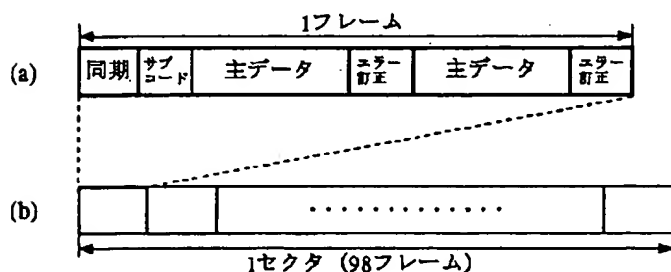 1フレーム
(a) 同期 サブコード 主データ エラー訂正 主データ エラー訂正
(b) ・・・・・・・・・・・・・
1セクタ (98フレーム)